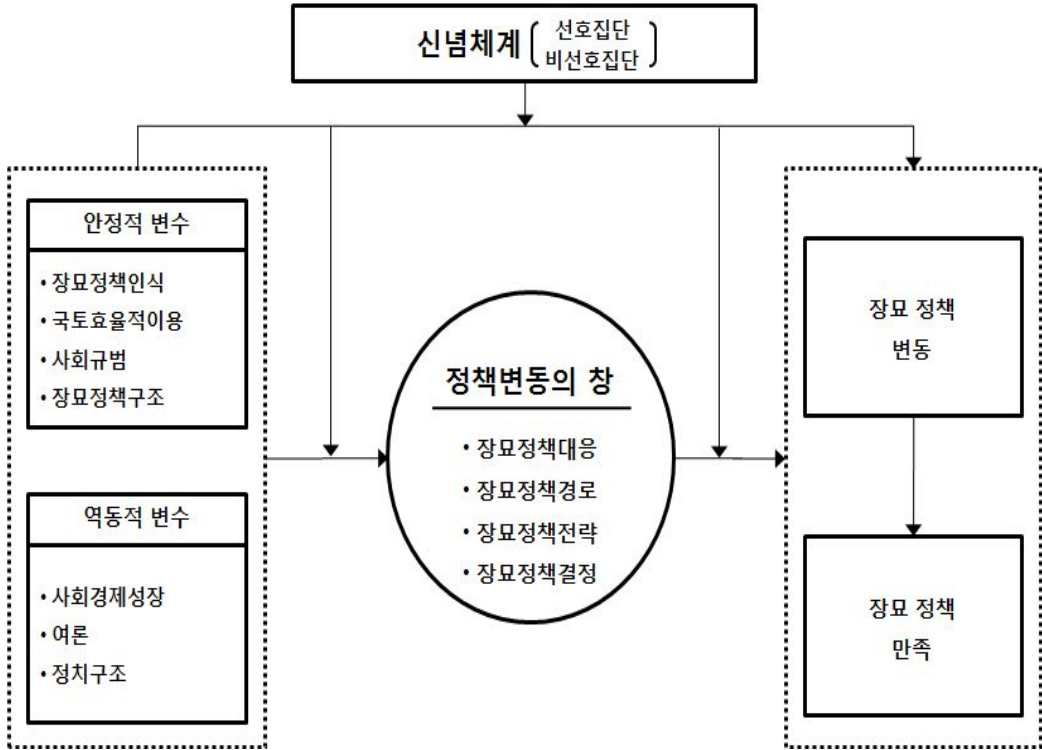 신념체계 선호집단
비선호집단
안정적 변수
• 장묘정책인식
• 국토효율적이용
• 사회규범
• 장묘정책구조
역동적 변수
• 사회경제성장
• 여론
• 정치구조
정책변동의 창
• 장묘정책대응
• 장묘정책경로
• 장묘정책전략
• 장묘정책결정
장묘 정책
변동
장묘 정책
만족